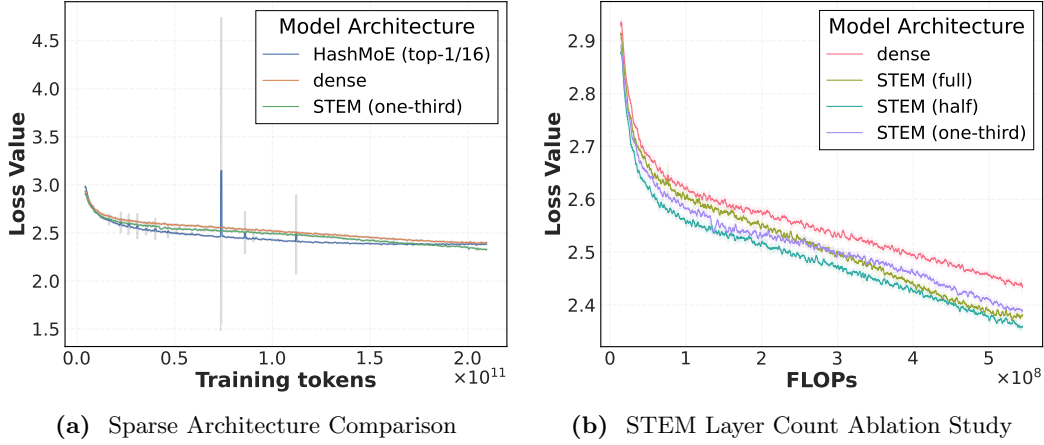 Model Architecture
HashMoE (top-1/16)
dense
STEM (one-third)
Loss Value
4.5
4.0
3.5
3.0
2.5
2.0
1.5
0.0
0.5
1.0
1.5
2.0
×10^11
Training tokens
(a) Sparse Architecture Comparison
Model Architecture
dense
STEM (full)
STEM (half)
STEM (one-third)
Loss Value
2.9
2.8
2.7
2.6
2.5
2.4
0
1
2
3
4
5
×10^8
FLOPs
(b) STEM Layer Count Ablation Study